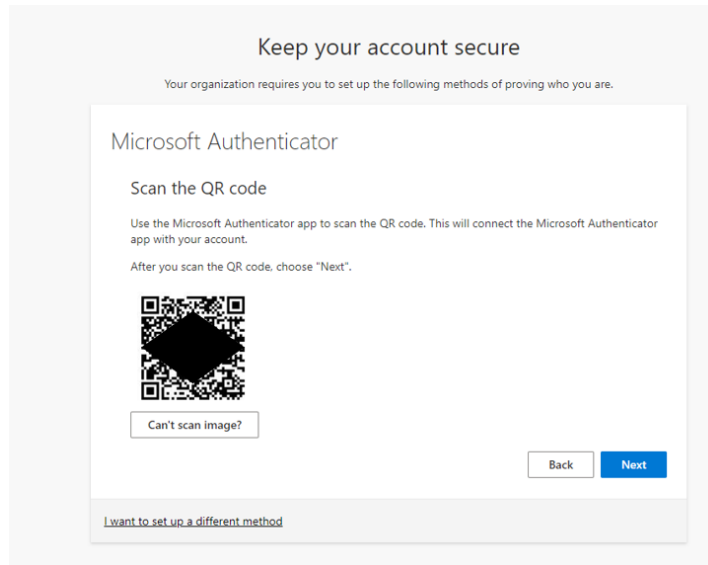 Keep your account secure
Your organization requires you to set up the following methods of proving who you are.
Microsoft Authenticator
Scan the QR code
Use the Microsoft Authenticator app to scan the QR code. This will connect the Microsoft Authenticator
app with your account.
After you scan the QR code, choose "Next".
Can't scan image?
Back
Next
I want to set up a different method